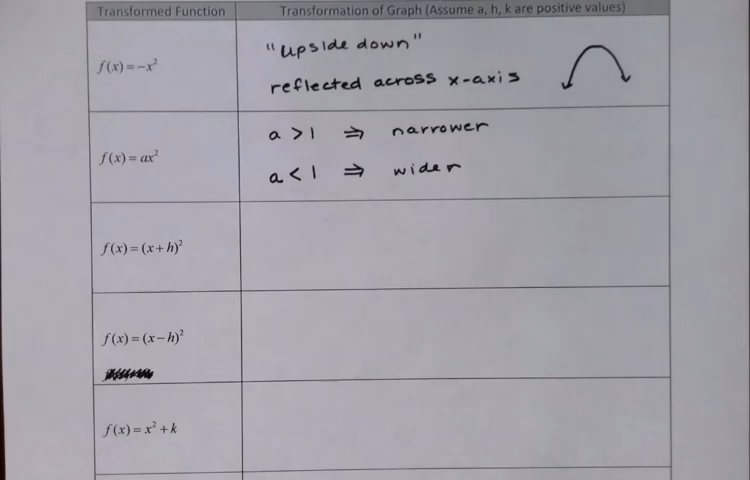 Transformed Function Transformation of Graph (Assume a, h, k are positive values)
f(x) = −x²
"upside down"
reflected across x-axis
f(x) = ax²
a > 1 ⇒ narrower
a < 1 ⇒ wider
f(x) = (x + h)²
f(x) = (x − h)²
f(x) = x² + k